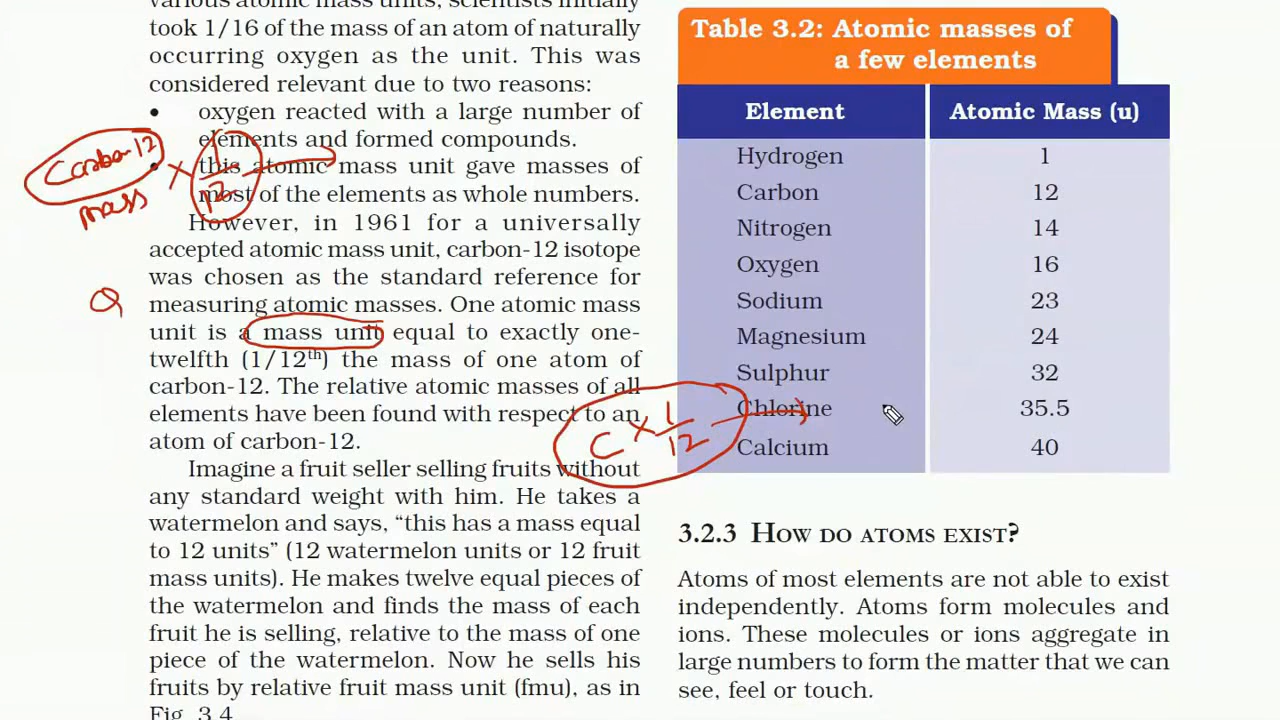 various atomic mass units, scientists initially
took 1/16 of the mass of an atom of naturally
occurring oxygen as the unit. This was
considered relevant due to two reasons:
• oxygen reacted with a large number of
elements and formed compounds.
• this atomic mass unit gave masses of
most of the elements as whole numbers.
However, in 1961 for a universally
accepted atomic mass unit, carbon-12 isotope
was chosen as the standard reference for
measuring atomic masses. One atomic mass
unit is a mass unit equal to exactly one-
twelfth (1/12th) the mass of one atom of
carbon-12. The relative atomic masses of all
elements have been found with respect to an
atom of carbon-12.
Imagine a fruit seller selling fruits without
any standard weight with him. He takes a
watermelon and says, “this has a mass equal
to 12 units” (12 watermelon units or 12 fruit
mass units). He makes twelve equal pieces of
the watermelon and finds the mass of each
fruit he is selling, relative to the mass of one
piece of the watermelon. Now he sells his
fruits by relative fruit mass unit (fmu), as in
Fig. 3.4
Carbon-12 × 1/12
mass
Q
C × 1/12
Table 3.2: Atomic masses of
a few elements
Element Atomic Mass (u)
Hydrogen 1
Carbon 12
Nitrogen 14
Oxygen 16
Sodium 23
Magnesium 24
Sulphur 32
Chlorine 35.5
Calcium 40
3.2.3 HOW DO ATOMS EXIST?
Atoms of most elements are not able to exist
independently. Atoms form molecules and
ions. These molecules or ions aggregate in
large numbers to form the matter that we can
see, feel or touch.